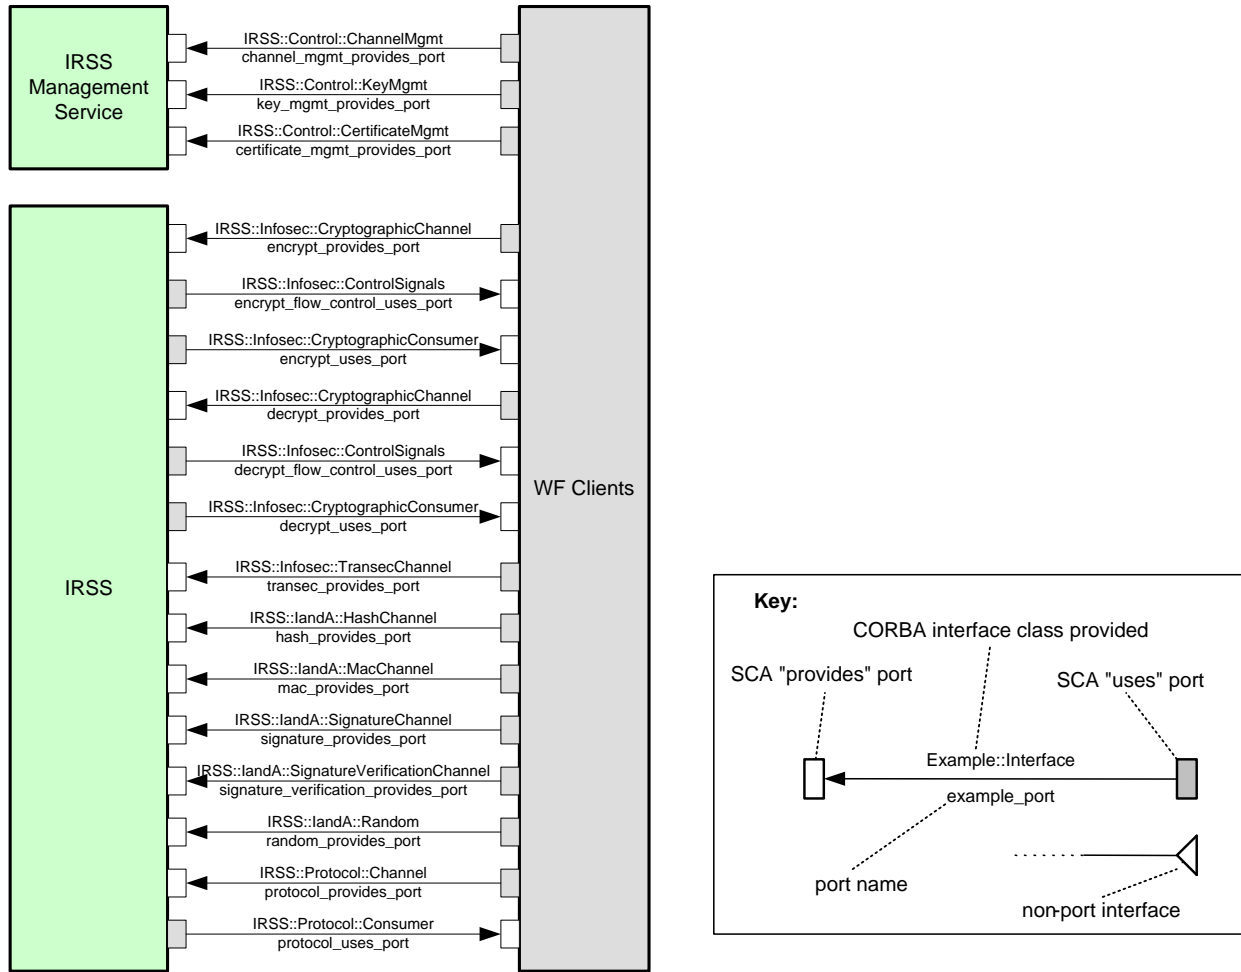 IRSS
Management
Service
IRSS::Control::ChannelMgmt
channel_mgmt_provides_port
IRSS::Control::KeyMgmt
key_mgmt_provides_port
IRSS::Control::CertificateMgmt
certificate_mgmt_provides_port
IRSS
IRSS::Infosec::CryptographicChannel
encrypt_provides_port
IRSS::Infosec::ControlSignals
encrypt_flow_control_uses_port
IRSS::Infosec::CryptographicConsumer
encrypt_uses_port
IRSS::Infosec::CryptographicChannel
decrypt_provides_port
IRSS::Infosec::ControlSignals
decrypt_flow_control_uses_port
IRSS::Infosec::CryptographicConsumer
decrypt_uses_port
IRSS::Infosec::TransecChannel
transec_provides_port
IRSS::IandA::HashChannel
hash_provides_port
IRSS::IandA::MacChannel
mac_provides_port
IRSS::IandA::SignatureChannel
signature_provides_port
IRSS::IandA::SignatureVerificationChannel
signature_verification_provides_port
IRSS::IandA::Random
random_provides_port
IRSS::Protocol::Channel
protocol_provides_port
IRSS::Protocol::Consumer
protocol_uses_port
WF Clients
Key:
CORBA interface class provided
SCA "provides" port
SCA "uses" port
Example::Interface
example_port
port name
non-port interface